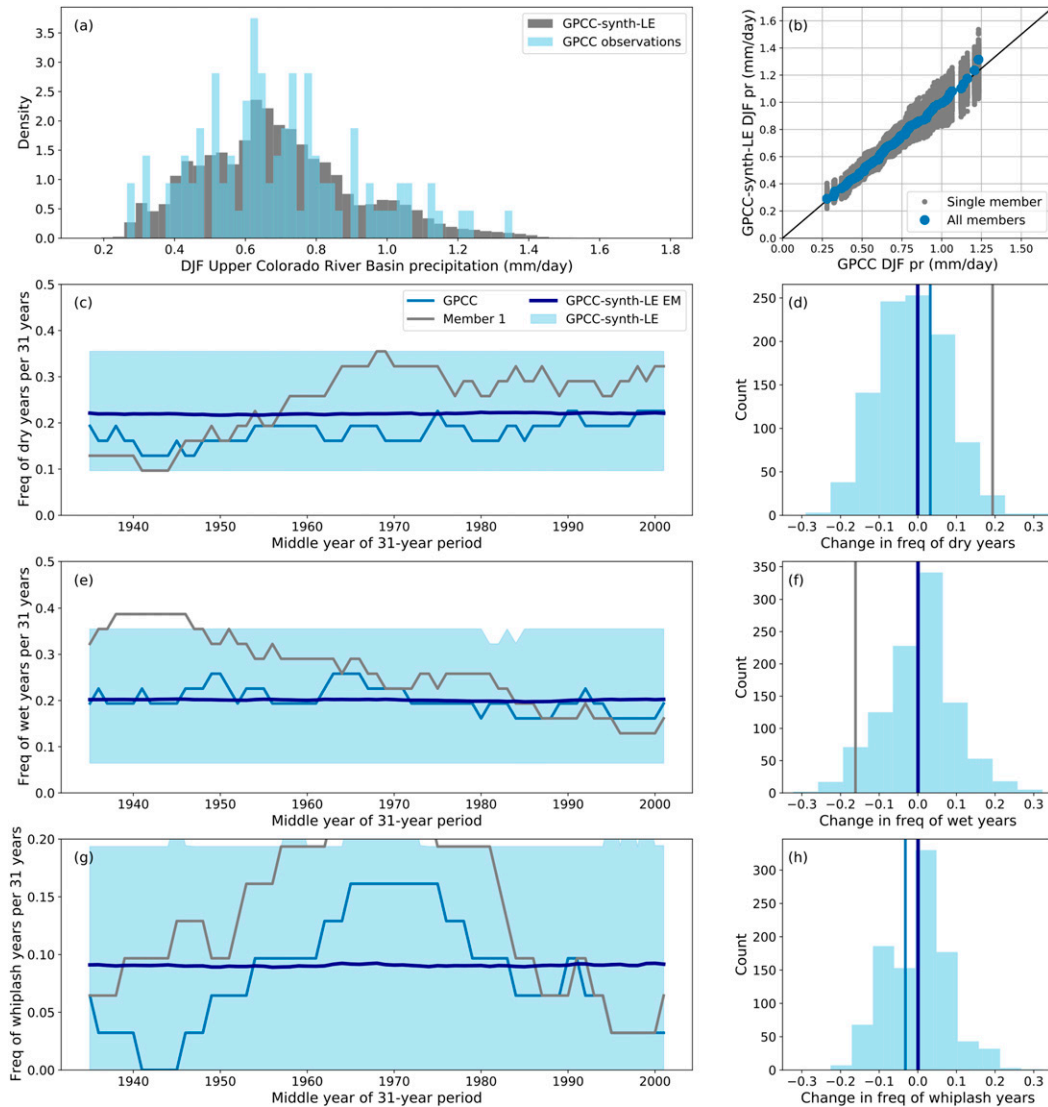 (a)
GPCC-synth-LE
GPCC observations
Density
3.5
3.0
2.5
2.0
1.5
1.0
0.5
0.0
0.2 0.4 0.6 0.8 1.0 1.2 1.4 1.6 1.8
DJF Upper Colorado River Basin precipitation (mm/day)
(b)
GPCC-synth-LE DJF pr (mm/day)
1.6
1.4
1.2
1.0
0.8
0.6
0.4
0.2
0.0
Single member
All members
0.00 0.25 0.50 0.75 1.00 1.25 1.50
GPCC DJF pr (mm/day)
(c)
GPCC
Member 1
GPCC-synth-LE EM
GPCC-synth-LE
Freq of dry years per 31 years
0.5
0.4
0.3
0.2
0.1
0.0
1940 1950 1960 1970 1980 1990 2000
Middle year of 31-year period
(d)
Count
250
200
150
100
50
0
−0.3 −0.2 −0.1 0.0 0.1 0.2 0.3
Change in freq of dry years
(e)
Freq of wet years per 31 years
0.5
0.4
0.3
0.2
0.1
0.0
1940 1950 1960 1970 1980 1990 2000
Middle year of 31-year period
(f)
Count
350
300
250
200
150
100
50
0
−0.3 −0.2 −0.1 0.0 0.1 0.2 0.3
Change in freq of wet years
(g)
Freq of whiplash years per 31 years
0.20
0.15
0.10
0.05
0.00
1940 1950 1960 1970 1980 1990 2000
Middle year of 31-year period
(h)
Count
300
250
200
150
100
50
0
−0.3 −0.2 −0.1 0.0 0.1 0.2 0.3
Change in freq of whiplash years